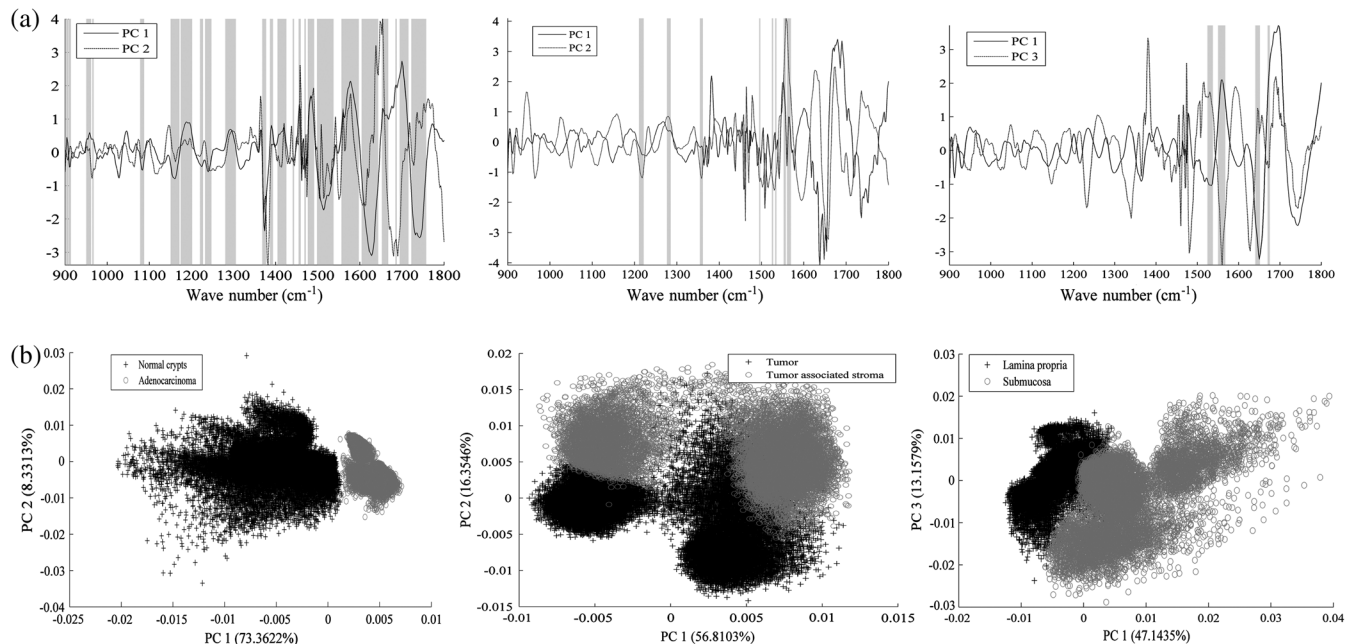 (a)
4
3
2
1
0
-1
-2
-3
PC 1
PC 2
900 1000 1100 1200 1300 1400 1500 1600 1700 1800
Wave number (cm-1)
4
3
2
1
0
-1
-2
-3
-4
PC 1
PC 2
900 1000 1100 1200 1300 1400 1500 1600 1700 1800
Wave number (cm-1)
3
2
1
0
-1
-2
-3
PC 1
PC 3
900 1000 1100 1200 1300 1400 1500 1600 1700 1800
Wave number (cm-1)
(b)
PC 2 (8.3313%)
0.03
0.02
0.01
0
-0.01
-0.02
-0.03
-0.04
Normal crypts
Adenocarcinoma
-0.025 -0.02 -0.015 -0.01 -0.005 0 0.005 0.01
PC 1 (73.3622%)
PC 2 (16.3546%)
0.02
0.015
0.01
0.005
0
-0.005
-0.01
-0.015
Tumor
Tumor associated stroma
-0.01 -0.005 0 0.005 0.01 0.015
PC 1 (56.8103%)
PC 3 (13.1579%)
0.03
0.02
0.01
0
-0.01
-0.02
-0.03
Lamina propria
Submucosa
-0.02 -0.01 0 0.01 0.02 0.03 0.04
PC 1 (47.1435%)